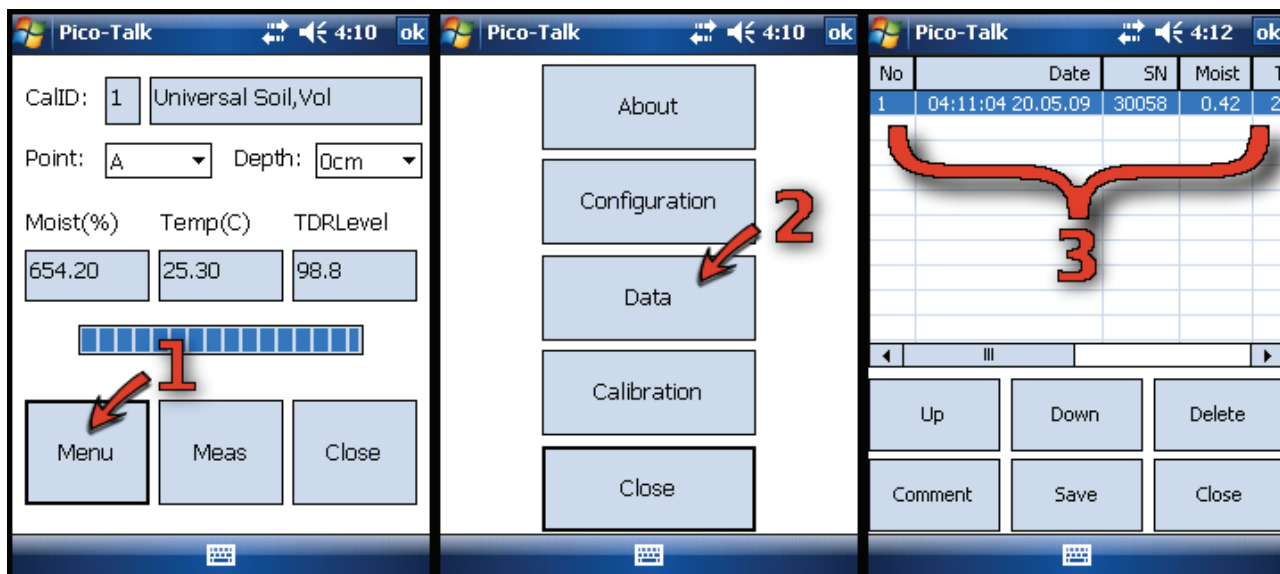 Pico-Talk 4:10 ok
CalID: 1 Universal Soil,Vol
Point: A Depth: 0cm
Moist(%) Temp(C) TDRLevel
654.20 25.30 98.8
1
Menu Meas Close
Pico-Talk 4:10 ok
About
Configuration
2
Data
Calibration
Close
Pico-Talk 4:12 ok
No Date SN Moist T
1 04:11:04 20.05.09 30058 0.42 2
3
Up Down Delete
Comment Save Close